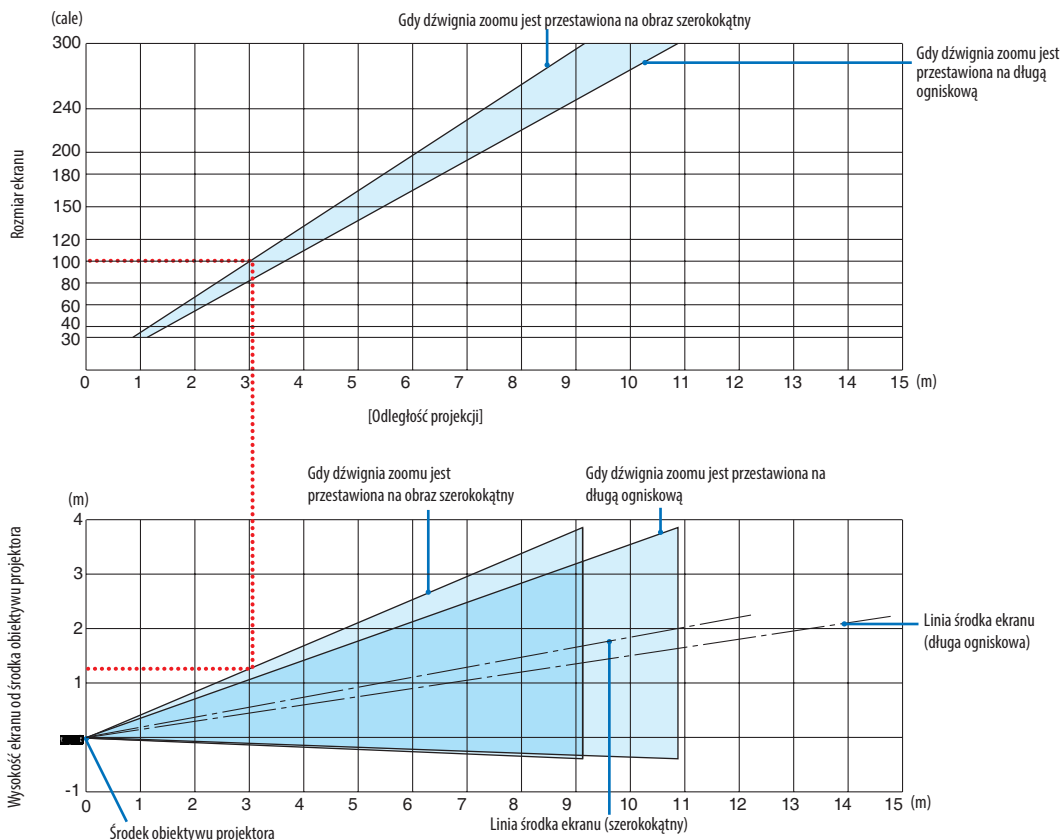 (cale)
Gdy dźwignia zoomu jest przestawiona na obraz szerokokątny
Gdy dźwignia zoomu jest
przestawiona na długą
ogniskową
Rozmiar ekranu
300
240
200
180
150
120
100
80
60
40
30
0 1 2 3 4 5 6 7 8 9 10 11 12 13 14 15 (m)
[Odległość projekcji]
Gdy dźwignia zoomu jest
przestawiona na obraz szerokokątny
Gdy dźwignia zoomu jest przestawiona na
długą ogniskową
(m)
Wysokość ekranu od środka obiektywu projektora
4
3
2
1
-1
Linia środka ekranu
(długa ogniskowa)
0 1 2 3 4 5 6 7 8 9 10 11 12 13 14 15 (m)
Środek obiektywu projektora
Linia środka ekranu (szerokokątny)